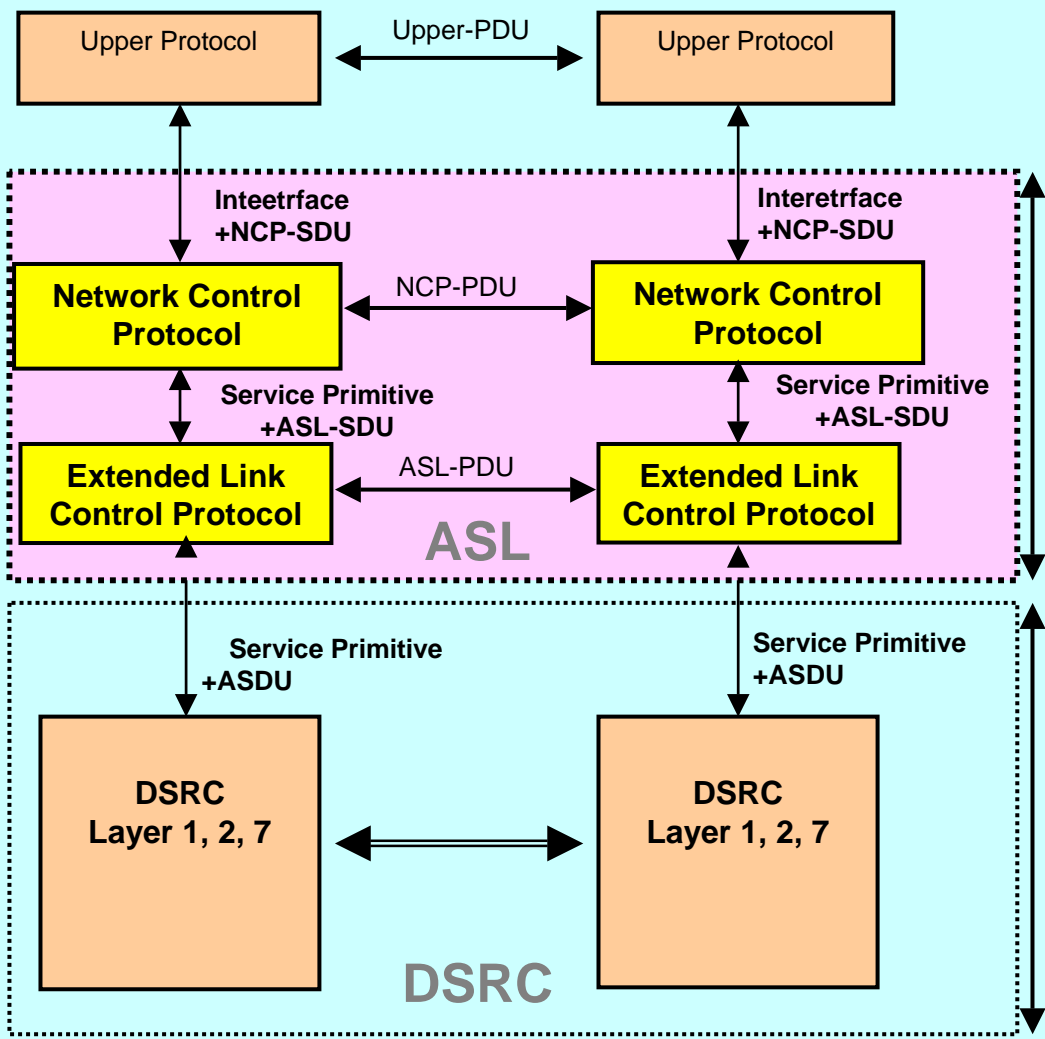 Upper Protocol
Upper-PDU
Upper Protocol
Inteetrface
+NCP-SDU
Interetrface
+NCP-SDU
Network Control
Protocol
NCP-PDU
Network Control
Protocol
Service Primitive
+ASL-SDU
Service Primitive
+ASL-SDU
Extended Link
Control Protocol
ASL-PDU
Extended Link
Control Protocol
ASL
Service Primitive
+ASDU
Service Primitive
+ASDU
DSRC
Layer 1, 2, 7
DSRC
Layer 1, 2, 7
DSRC